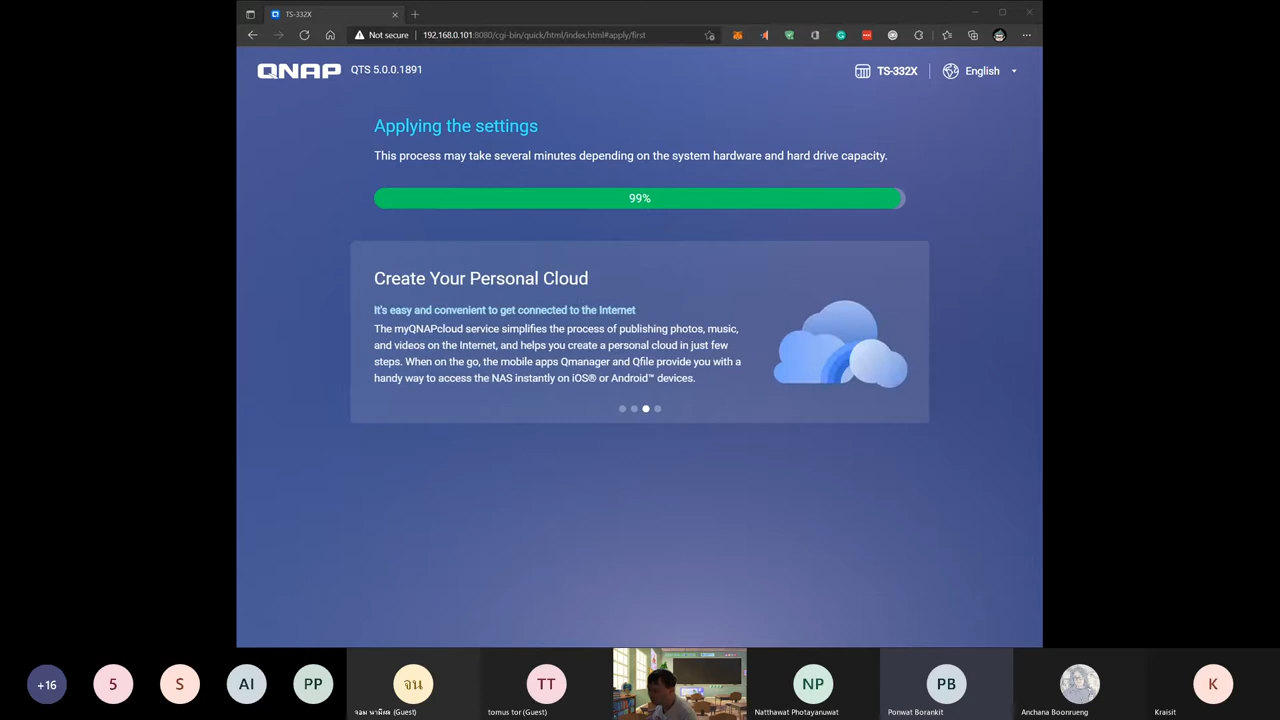 TS-332X
Not secure
192.168.0.101:8080/cgi-bin/quick/html/index.html#apply/first
QNAP
QTS 5.0.0.1891
TS-332X
English
Applying the settings
This process may take several minutes depending on the system hardware and hard drive capacity.
99%
Create Your Personal Cloud
It's easy and convenient to get connected to the Internet
The myQNAPcloud service simplifies the process of publishing photos, music,
and videos on the Internet, and helps you create a personal cloud in just few
steps. When on the go, the mobile apps Qmanager and Qfile provide you with a
handy way to access the NAS instantly on iOS® or Android™ devices.
+16
5
S
AI
PP
จน
TT
NP
PB
K
(Guest)
tomus tor (Guest)
Natthawat Photayanuwat
Ponwat Borankit
Anchana Boonrueng
Kraisit